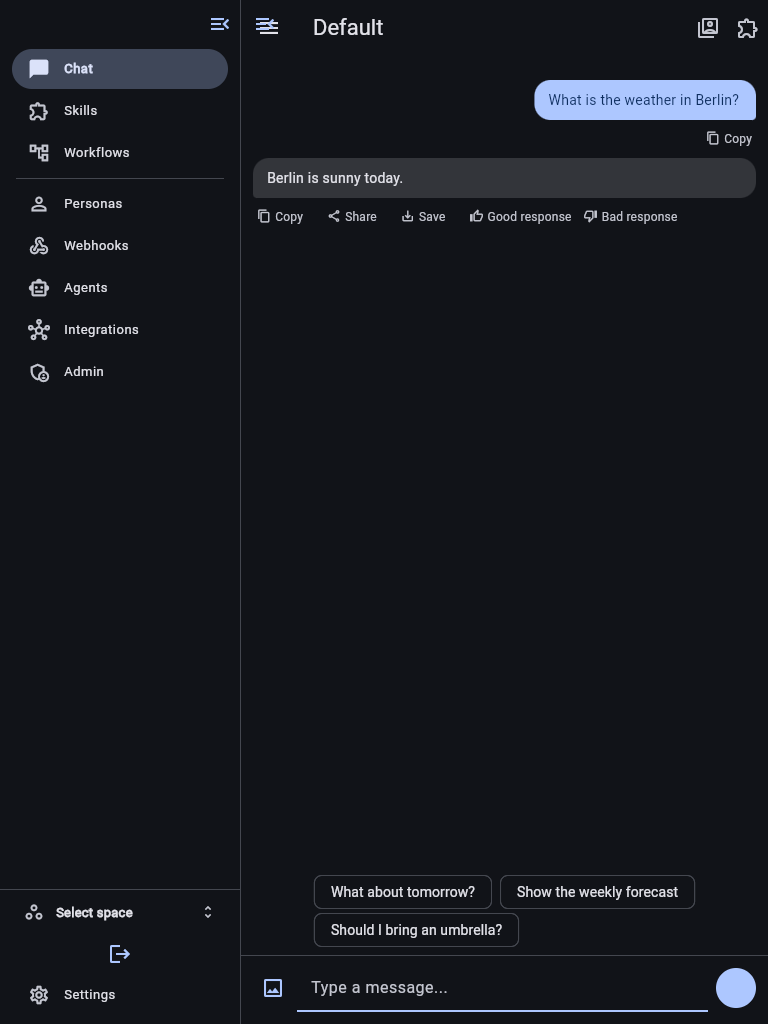 Chat
Skills
Workflows
Personas
Webhooks
Agents
Integrations
Admin
Select space
Settings
Default
What is the weather in Berlin?
Copy
Berlin is sunny today.
Copy Share Save Good response Bad response
What about tomorrow? Show the weekly forecast
Should I bring an umbrella?
Type a message...